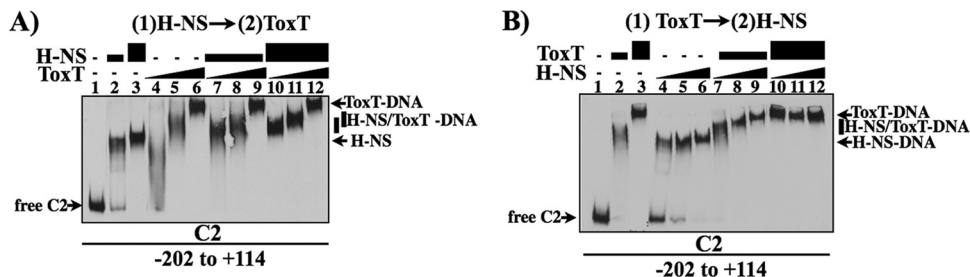 A) (1)H-NS→(2)ToxT
H-NS -
ToxT - - -
1 2 3 4 5 6 7 8 9 10 11 12
ToxT-DNA
H-NS/ToxT -DNA
H-NS
free C2
C2
-202 to +114
B) (1) ToxT→(2)H-NS
ToxT - - - -
H-NS - - -
1 2 3 4 5 6 7 8 9 10 11 12
ToxT-DNA
H-NS/ToxT-DNA
H-NS-DNA
free C2
C2
-202 to +114